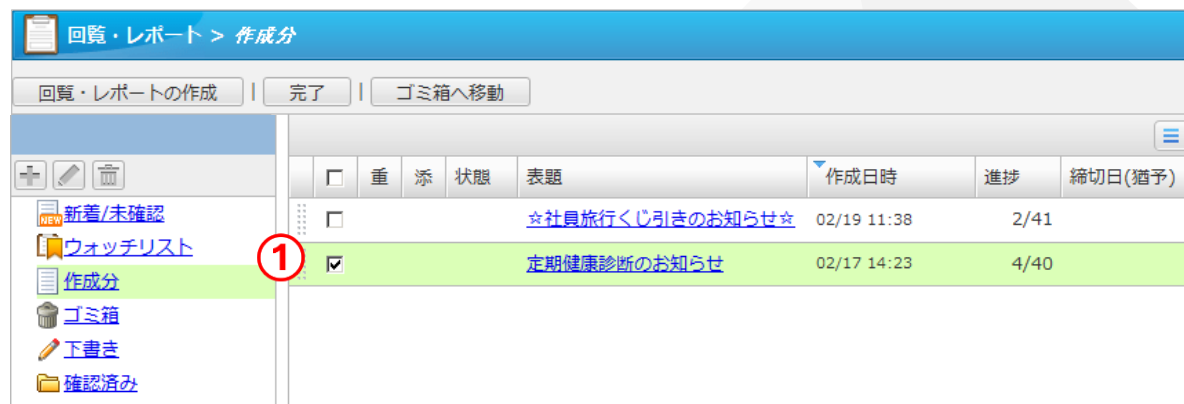 回覧・レポート > 作成分
回覧・レポートの作成 | 完了 | ゴミ箱へ移動
重 添 状態 表題 作成日時 進捗 締切日(猶予)
NEW 新着/未確認
ウォッチリスト
作成分
ゴミ箱
下書き
確認済み
☆社員旅行くじ引きのお知らせ☆ 02/19 11:38 2/41
① 定期健康診断のお知らせ 02/17 14:23 4/40